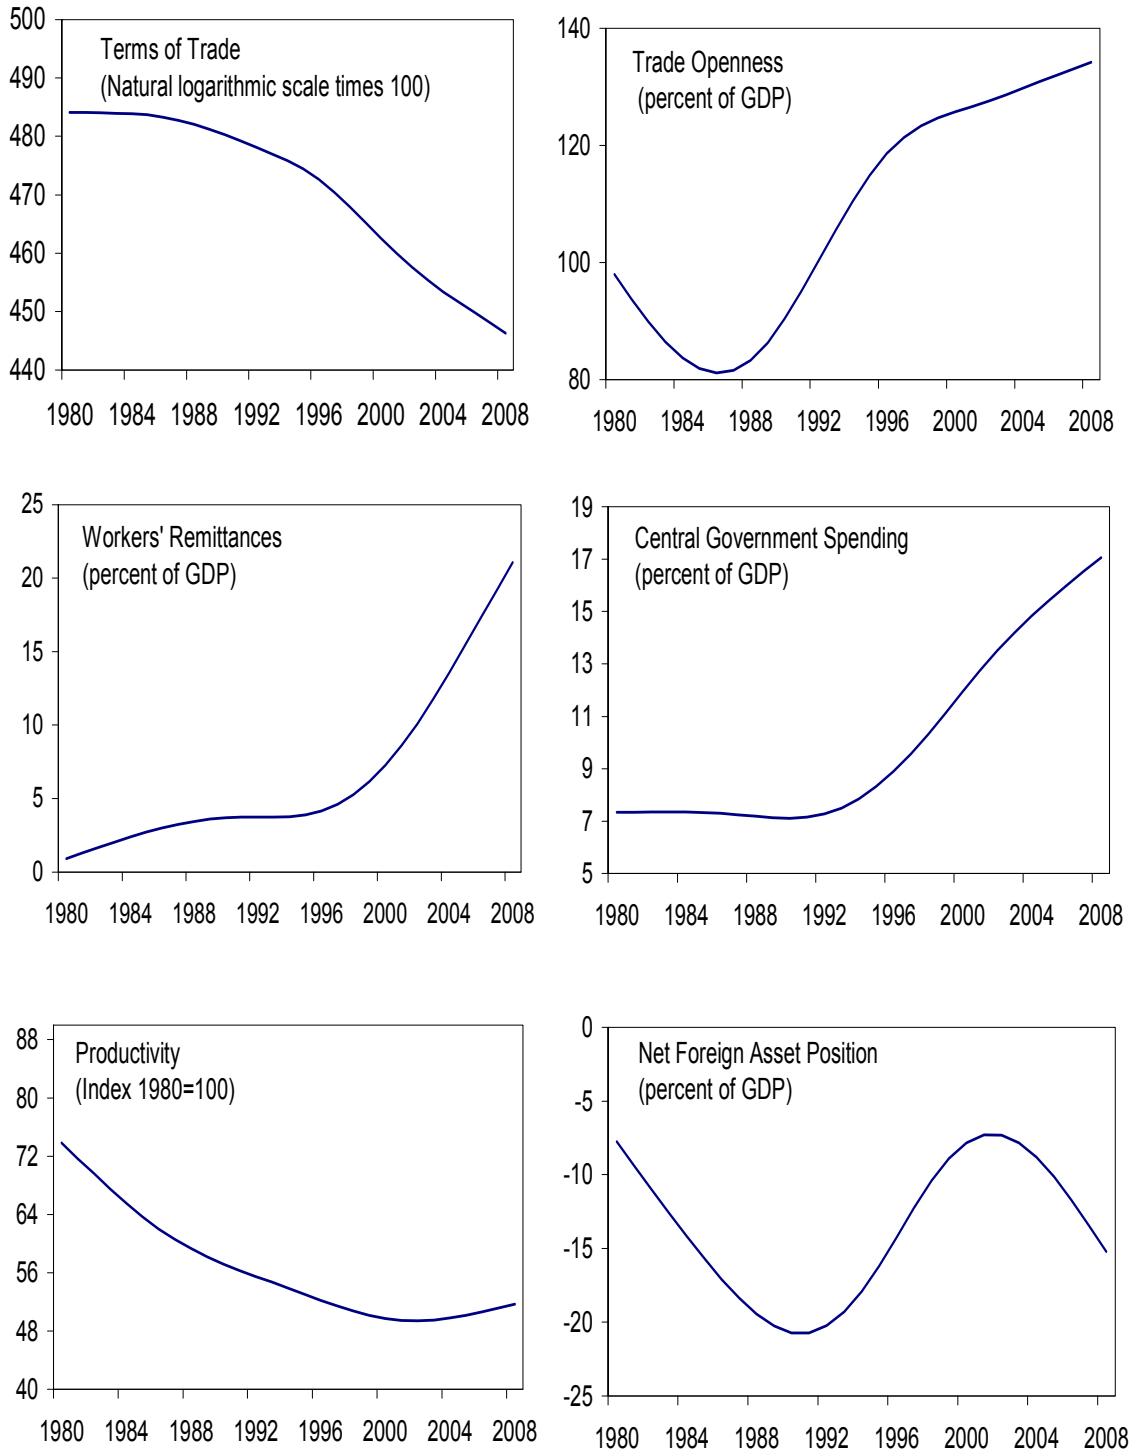 500
490
480
470
460
450
440
Terms of Trade
(Natural logarithmic scale times 100)
1980 1984 1988 1992 1996 2000 2004 2008
140
120
100
80
Trade Openness
(percent of GDP)
1980 1984 1988 1992 1996 2000 2004 2008
25
20
15
10
5
0
Workers' Remittances
(percent of GDP)
1980 1984 1988 1992 1996 2000 2004 2008
19
17
15
13
11
9
7
5
Central Government Spending
(percent of GDP)
1980 1984 1988 1992 1996 2000 2004 2008
88
80
72
64
56
48
40
Productivity
(Index 1980=100)
1980 1984 1988 1992 1996 2000 2004 2008
0
-5
-10
-15
-20
-25
Net Foreign Asset Position
(percent of GDP)
1980 1984 1988 1992 1996 2000 2004 2008